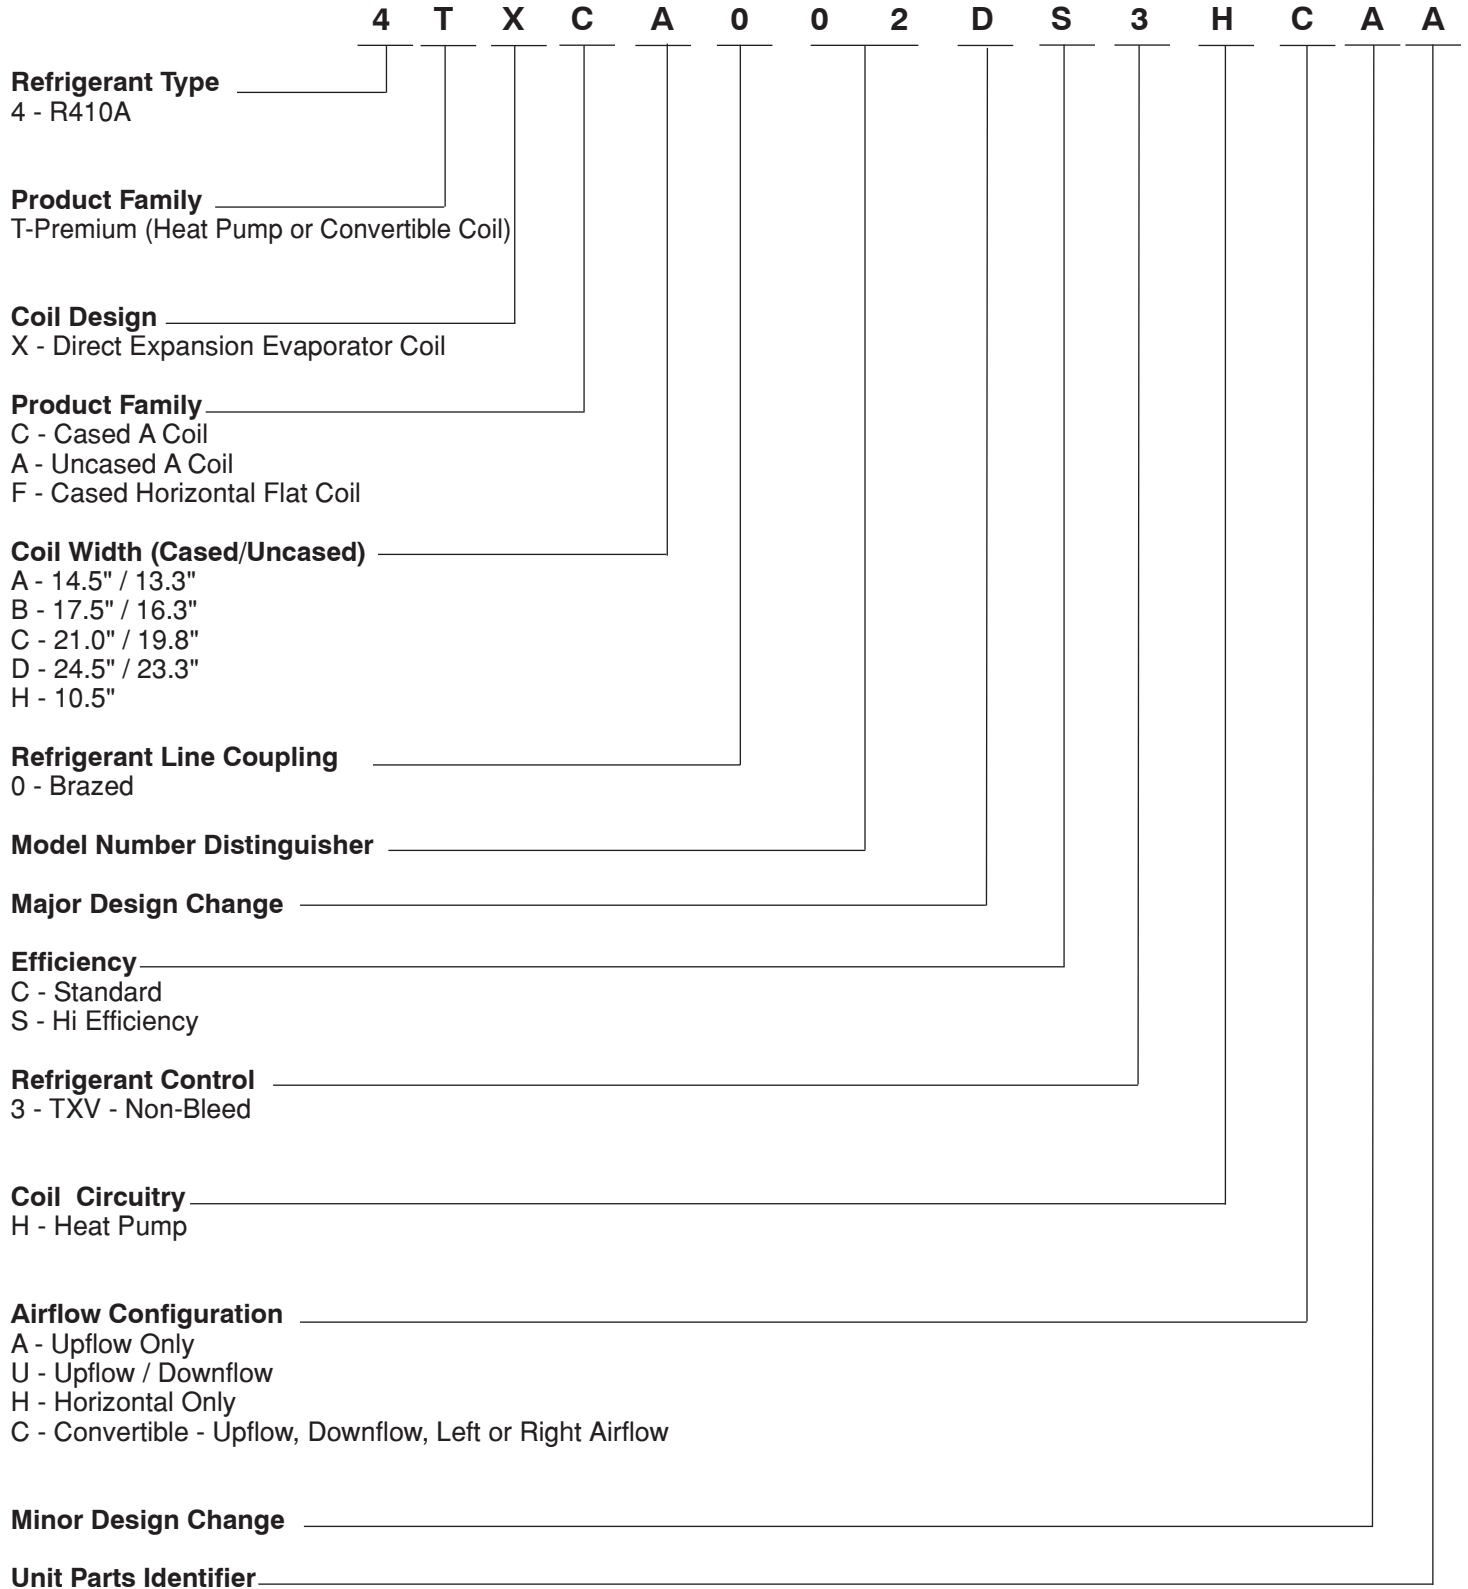 4 T X C A 0 0 2 D S 3 H C A A
Refrigerant Type
4 - R410A
Product Family
T-Premium (Heat Pump or Convertible Coil)
Coil Design
X - Direct Expansion Evaporator Coil
Product Family
C - Cased A Coil
A - Uncased A Coil
F - Cased Horizontal Flat Coil
Coil Width (Cased/Uncased)
A - 14.5" / 13.3"
B - 17.5" / 16.3"
C - 21.0" / 19.8"
D - 24.5" / 23.3"
H - 10.5"
Refrigerant Line Coupling
0 - Brazed
Model Number Distinguisher
Major Design Change
Efficiency
C - Standard
S - Hi Efficiency
Refrigerant Control
3 - TXV - Non-Bleed
Coil Circuitry
H - Heat Pump
Airflow Configuration
A - Upflow Only
U - Upflow / Downflow
H - Horizontal Only
C - Convertible - Upflow, Downflow, Left or Right Airflow
Minor Design Change
Unit Parts Identifier